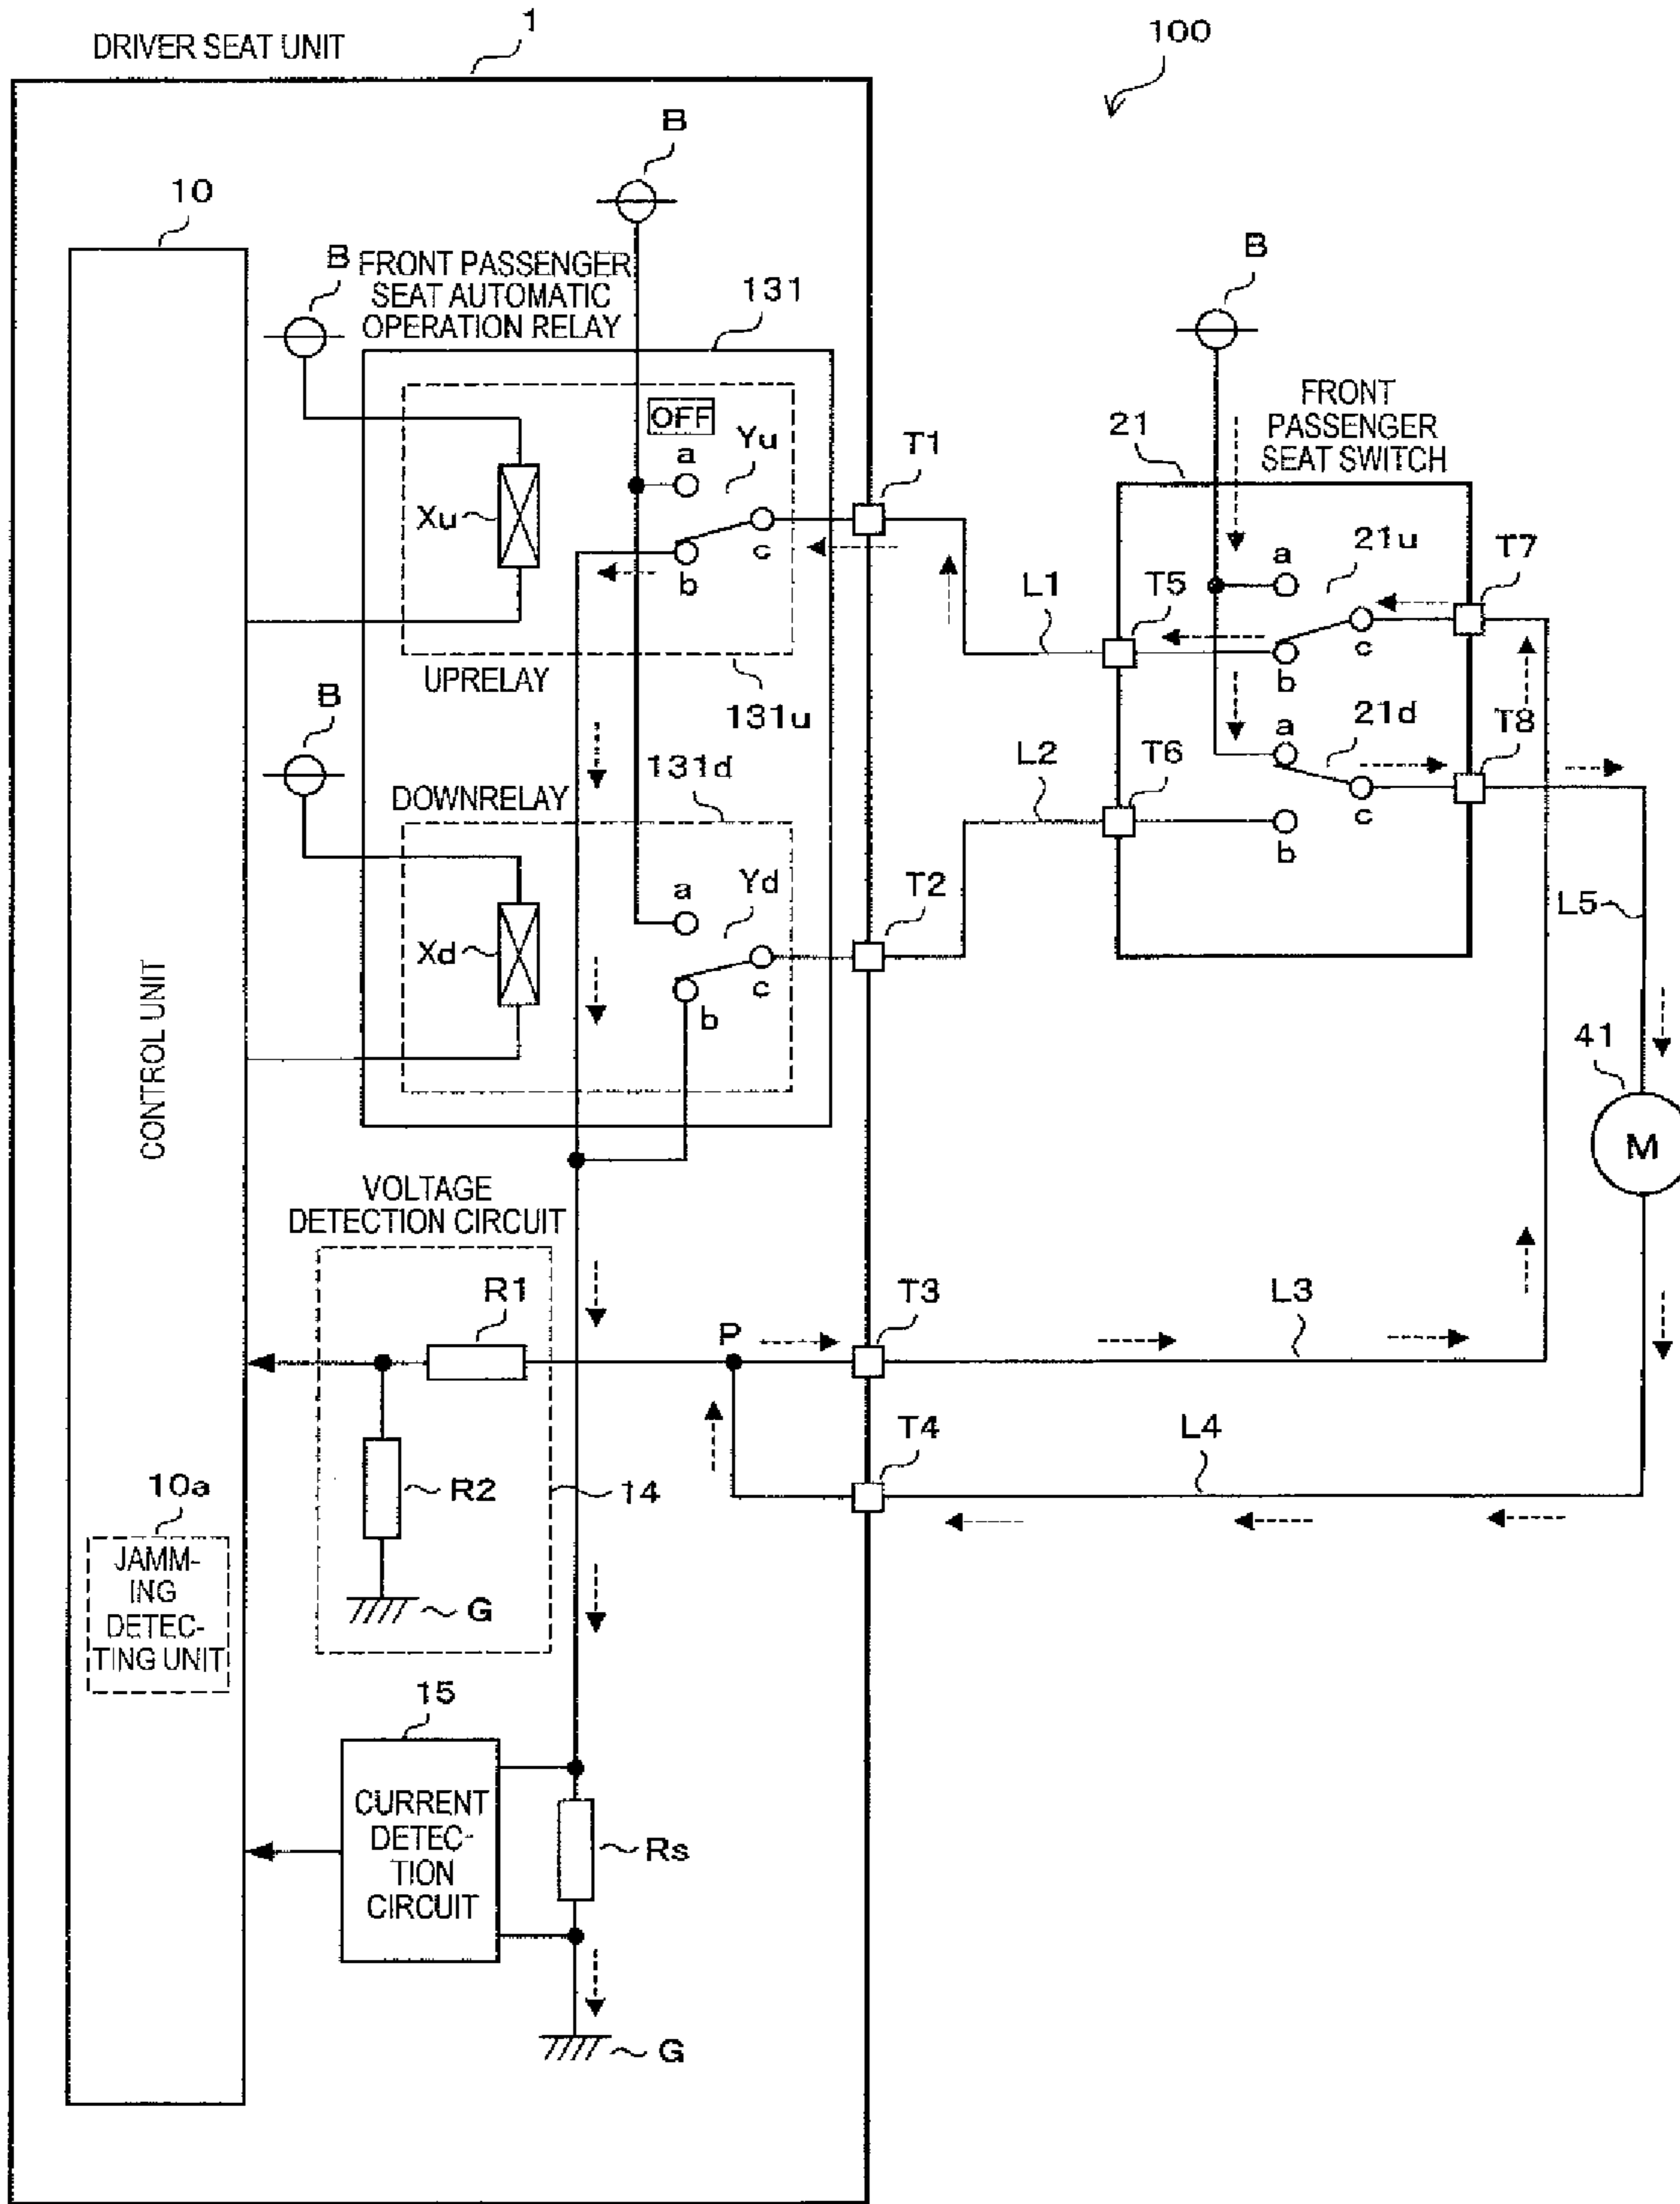 1
DRIVER SEAT UNIT
100
B
10
B
FRONT PASSENGER
SEAT AUTOMATIC
OPERATION RELAY
131
B
FRONT
PASSENGER
SEAT SWITCH
21
OFF
Yu
a
T1
Xu
c
b
21u
T7
a
L1
T5
c
b
UPRELAY
131u
B
21d
T8
a
131d
L2
T6
c
b
DOWNRELAY
Yd
a
T2
L5
Xd
c
b
CONTROL UNIT
41
M
VOLTAGE
DETECTION CIRCUIT
R1
P
T3
L3
T4
L4
R2
14
10a
JAMM-
ING
DETEC-
TING UNIT
G
15
CURRENT
DETEC-
TION
CIRCUIT
Rs
G